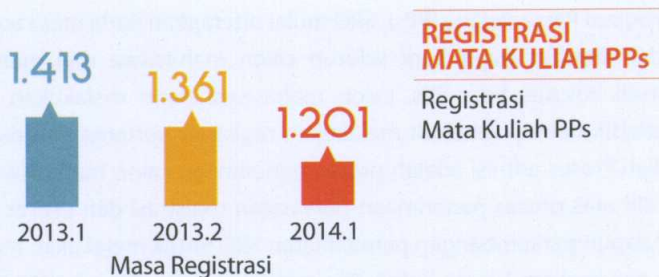 REGISTRASI
MATA KULIAH PPs
Registrasi
Mata Kuliah PPs
1.413
1.361
1.201
2013.1
2013.2
2014.1
Masa Registrasi